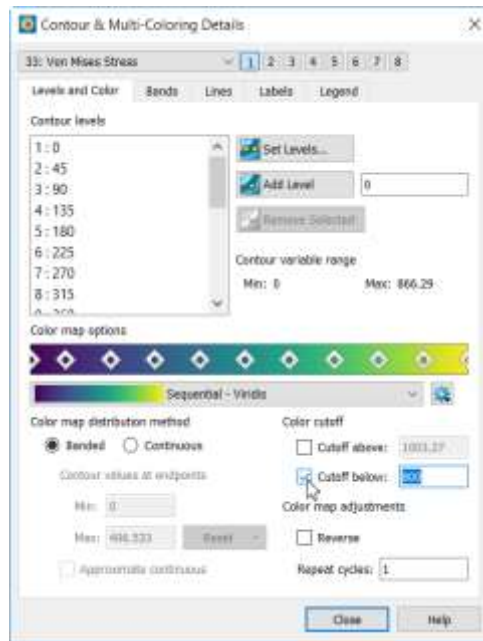 Contour & Multi-Coloring Details
33: Von Mises Stress 1 2 3 4 5 6 7 8
Levels and Color Bands Lines Labels Legend
Contour levels
1 : 0
2 : 45
3 : 90
4 : 135
5 : 180
6 : 225
7 : 270
8 : 315
Set Levels...
Add Level 0
Remove Selected
Contour variable range
Min: 0 Max: 866.29
Color map options
Sequential - Viridis
Color map distribution method
Banded Continuous
Contour values at endpoints
Min: 0
Max: Reset
Approximate continuous
Color cutoff
Cutoff above: 1003.27
Cutoff below:
Color map adjustments
Reverse
Repeat cycles: 1
Close Help